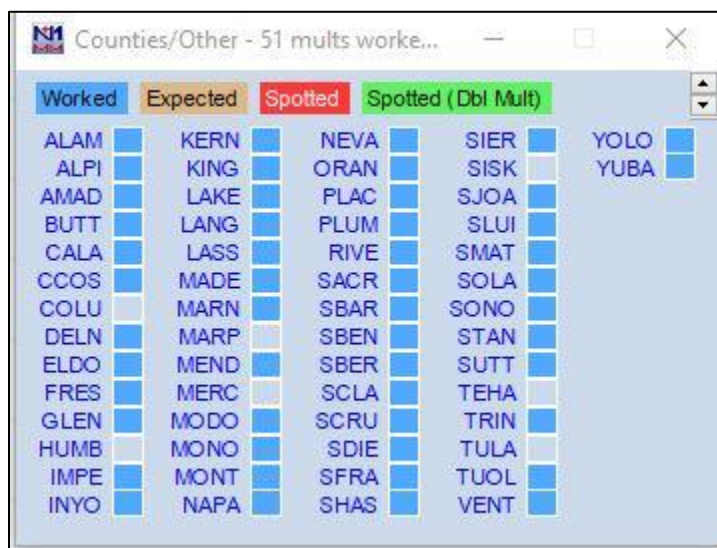 N1MM Counties/Other - 51 mults worke...
Worked Expected Spotted Spotted (Dbl Mult)
ALAM KERN NEVA SIER YOLO
ALPI KING ORAN SISK YUBA
AMAD LAKE PLAC SJOA
BUTT LANG PLUM SLUI
CALA LASS RIVE SMAT
CCOS MADE SACR SOLA
COLU MARN SBAR SONO
DELN MARP SBEN STAN
ELDO MEND SBER SUTT
FRES MERC SCLA TEHA
GLEN MODO SCRU TRIN
HUMB MONO SDIE TULA
IMPE MONT SFRA TUOL
INYO NAPA SHAS VENT